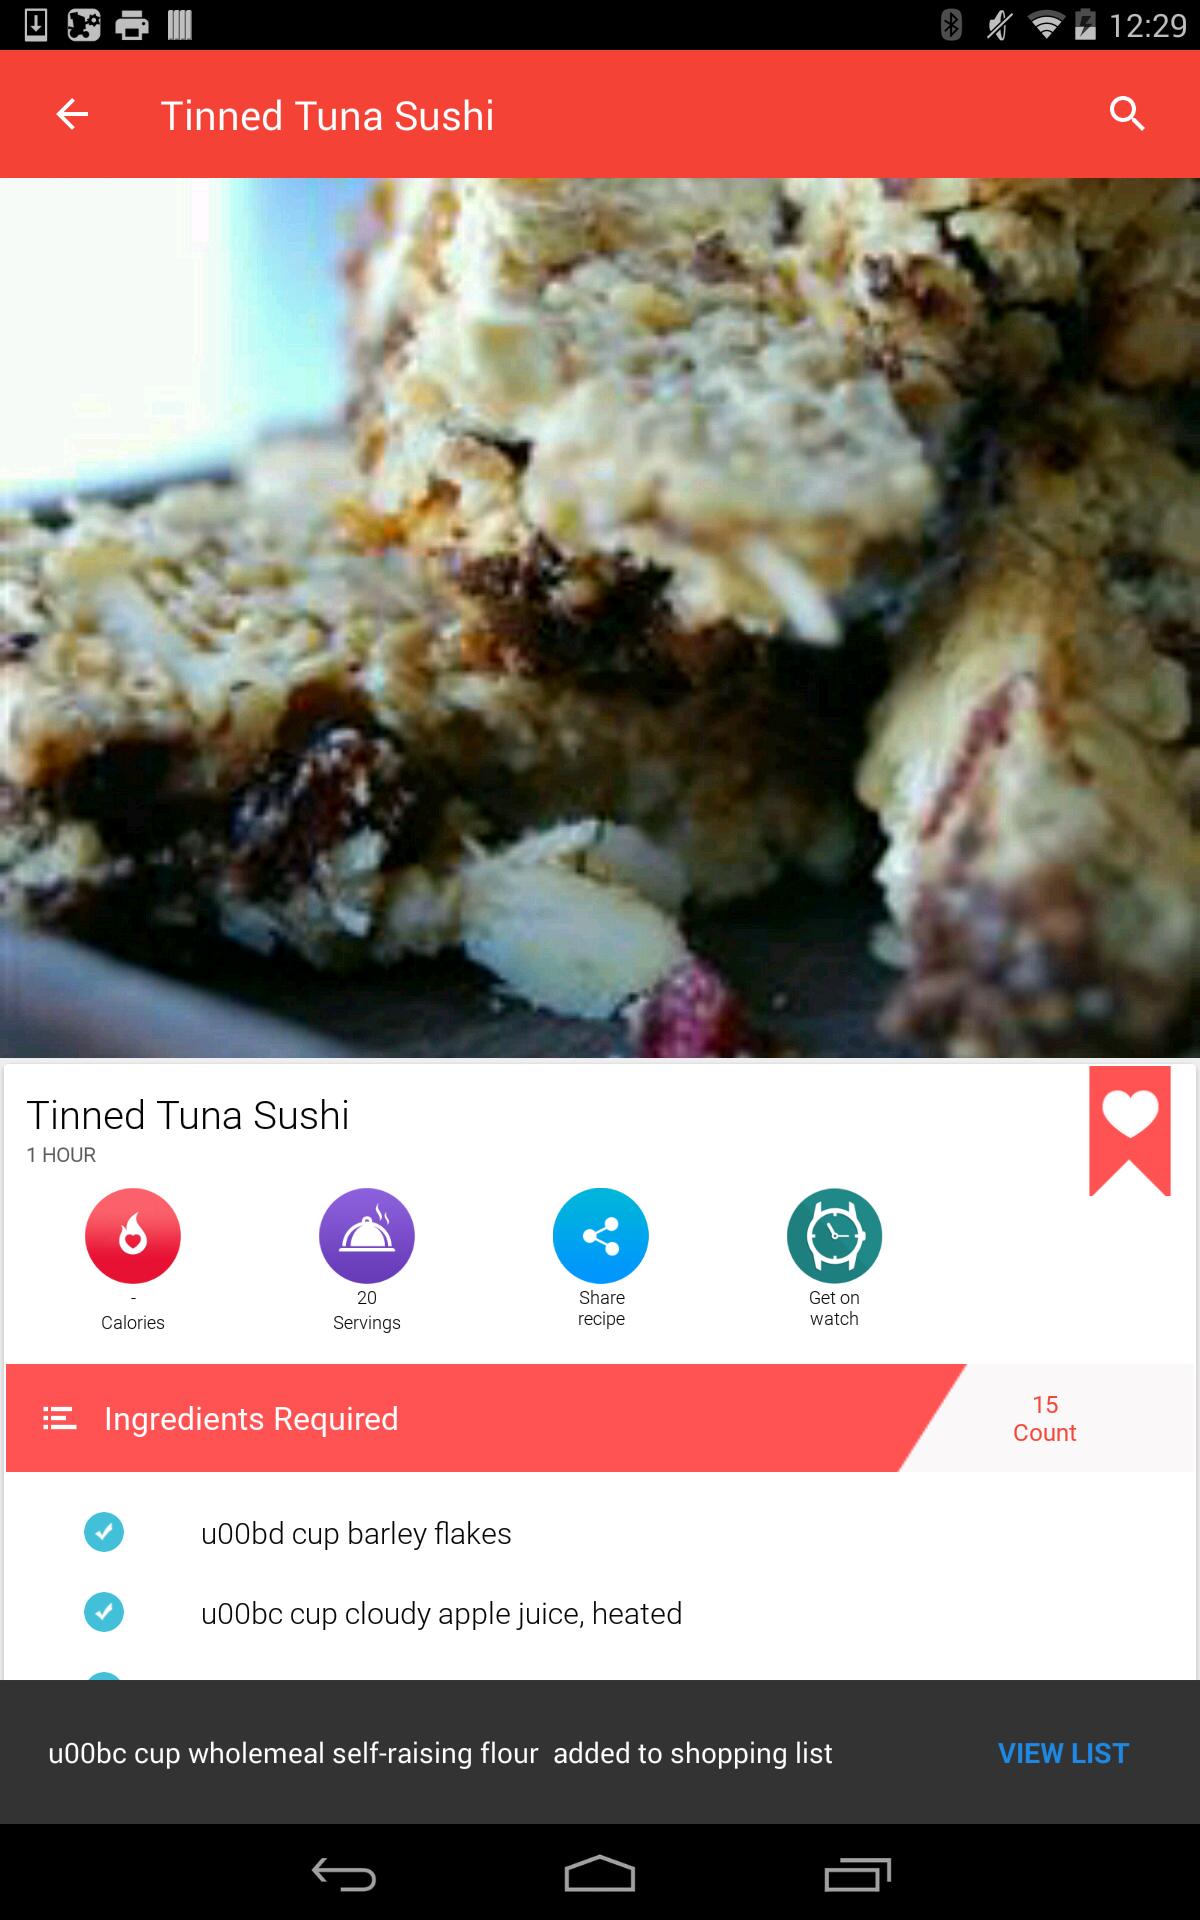 12:29
Tinned Tuna Sushi
Tinned Tuna Sushi
1 HOUR
-
Calories
20
Servings
Share
recipe
Get on
watch
Ingredients Required
15
Count
u00bd cup barley flakes
u00bc cup cloudy apple juice, heated
u00bc cup wholemeal self-raising flour  added to shopping list
VIEW LIST